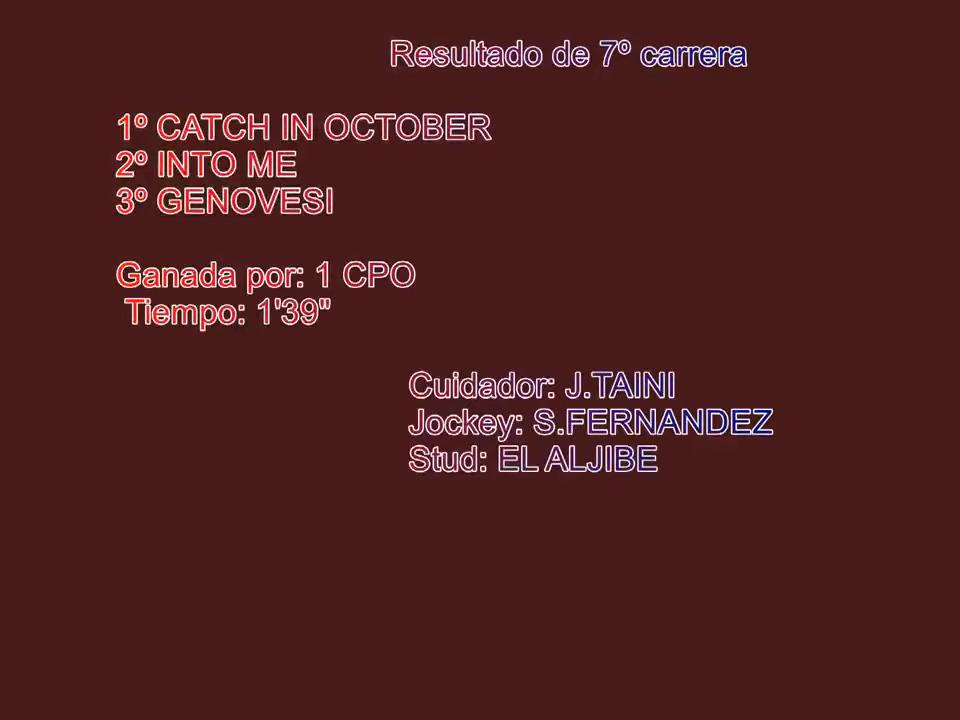 Resultado de 7º carrera
1º CATCH IN OCTOBER
2º INTO ME
3º GENOVESI
Ganada por: 1 CPO
Tiempo: 1'39"
Cuidador: J.TAINI
Jockey: S.FERNANDEZ
Stud: EL ALJIBE